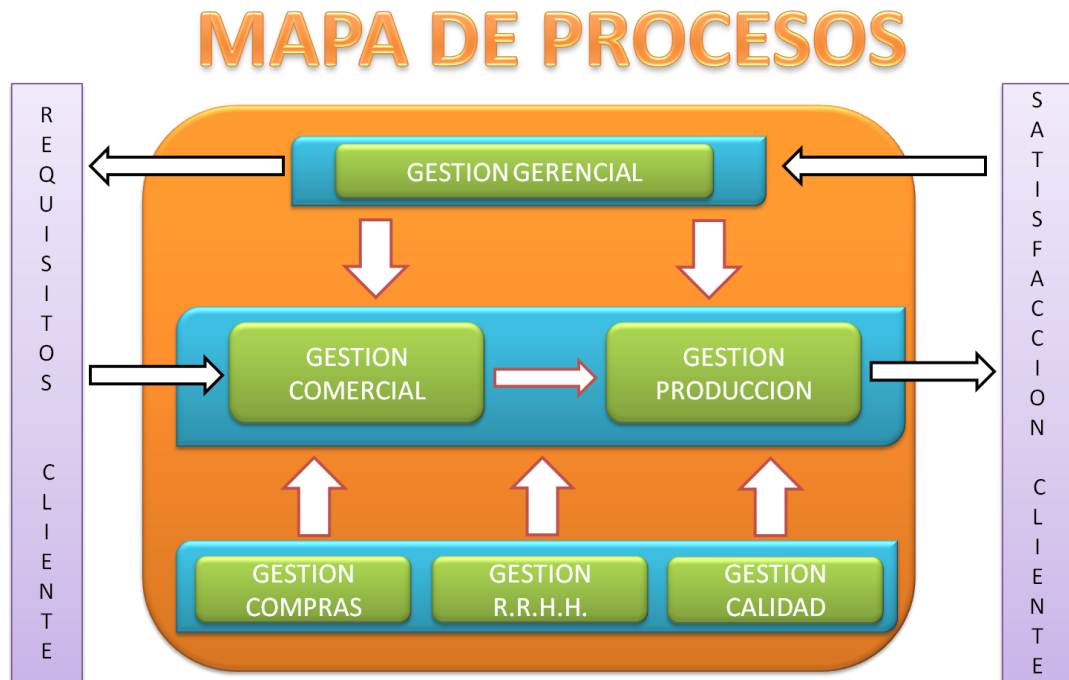 MAPA DE PROCESOS
REQUISITOS CLIENTE
GESTION GERENCIAL
GESTION
COMERCIAL
GESTION
PRODUCCION
GESTION
COMPRAS
GESTION
R.R.H.H.
GESTION
CALIDAD
SATISFACCION CLIENTE